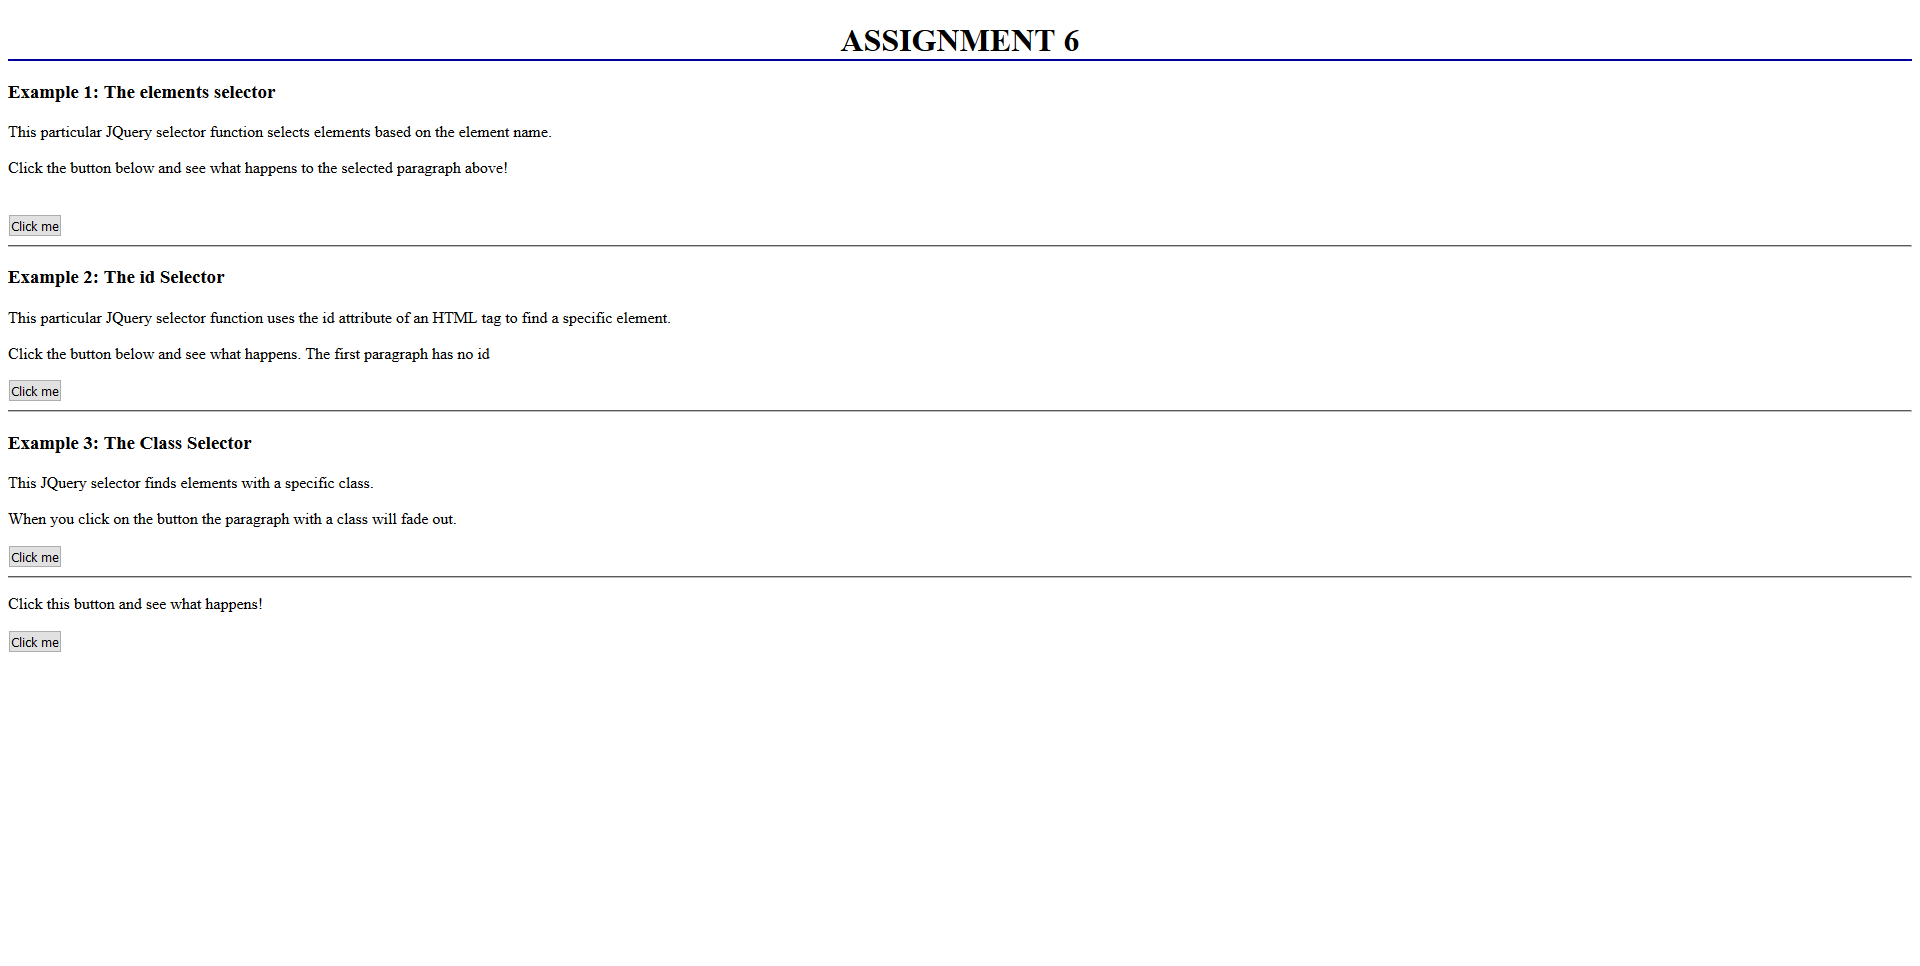 ASSIGNMENT 6
Example 1: The elements selector
This particular JQuery selector function selects elements based on the element name.
Click the button below and see what happens to the selected paragraph above!
Click me
Example 2: The id Selector
This particular JQuery selector function uses the id attribute of an HTML tag to find a specific element.
Click the button below and see what happens. The first paragraph has no id
Click me
Example 3: The Class Selector
This JQuery selector finds elements with a specific class.
When you click on the button the paragraph with a class will fade out.
Click me
Click this button and see what happens!
Click me